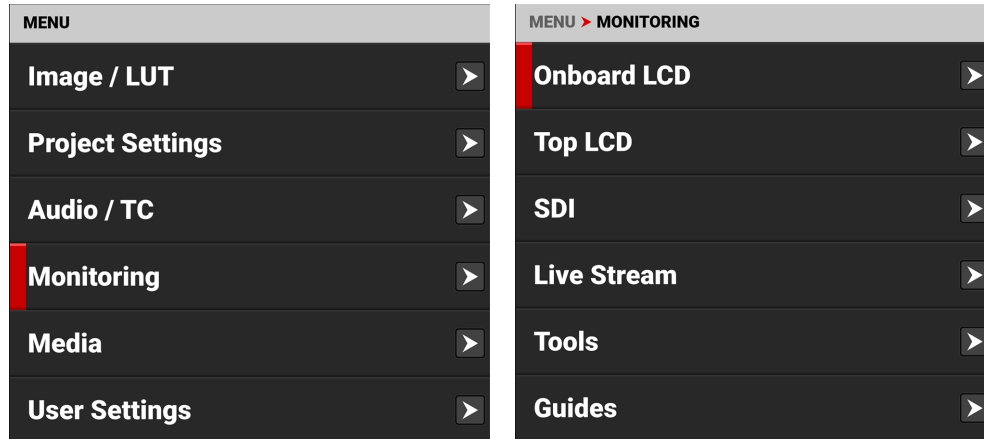 MENU
Image / LUT
Project Settings
Audio / TC
Monitoring
Media
User Settings
MENU ➤ MONITORING
Onboard LCD
Top LCD
SDI
Live Stream
Tools
Guides